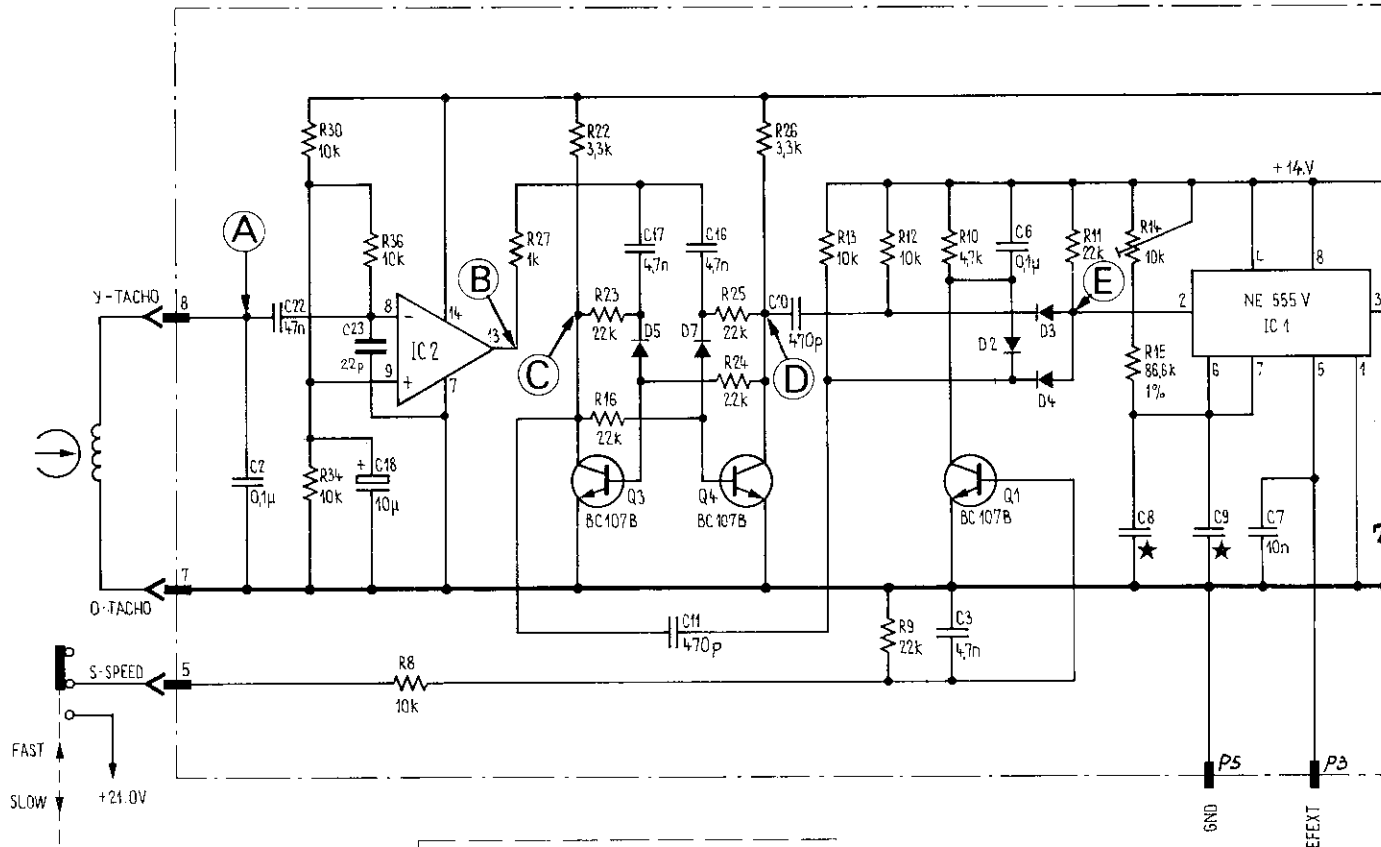 R30
10k
R22
3,3k
R26
3,3k
+14.V
A
R36
10k
B
R27
1k
C17
4,7n
C16
4,7n
R13
10k
R12
10k
R10
4,7k
C6
0,1µ
R11
22k
R14
10k
E
Y-TACHO
8
C22
47n
8
-
14
13
IC 2
C23
22p
9
+
7
C
R23
22k
D5
D7
R25
22k
C10
470p
D
D3
D2
D4
2
4
8
3
NE 555 V
IC 1
6
7
5
1
R15
86,6k
1%
R24
22k
R16
22k
C2
0,1µ
R34
10k
+
C18
10µ
Q3
BC107B
Q4
BC107B
Q1
BC107B
C8
★
C9
★
C7
10n
0-TACHO
7
C11
470p
R9
22k
C3
4,7n
S-SPEED
5
R8
10k
FAST
SLOW
+21.0V
P5
P3
GND
EFEXT